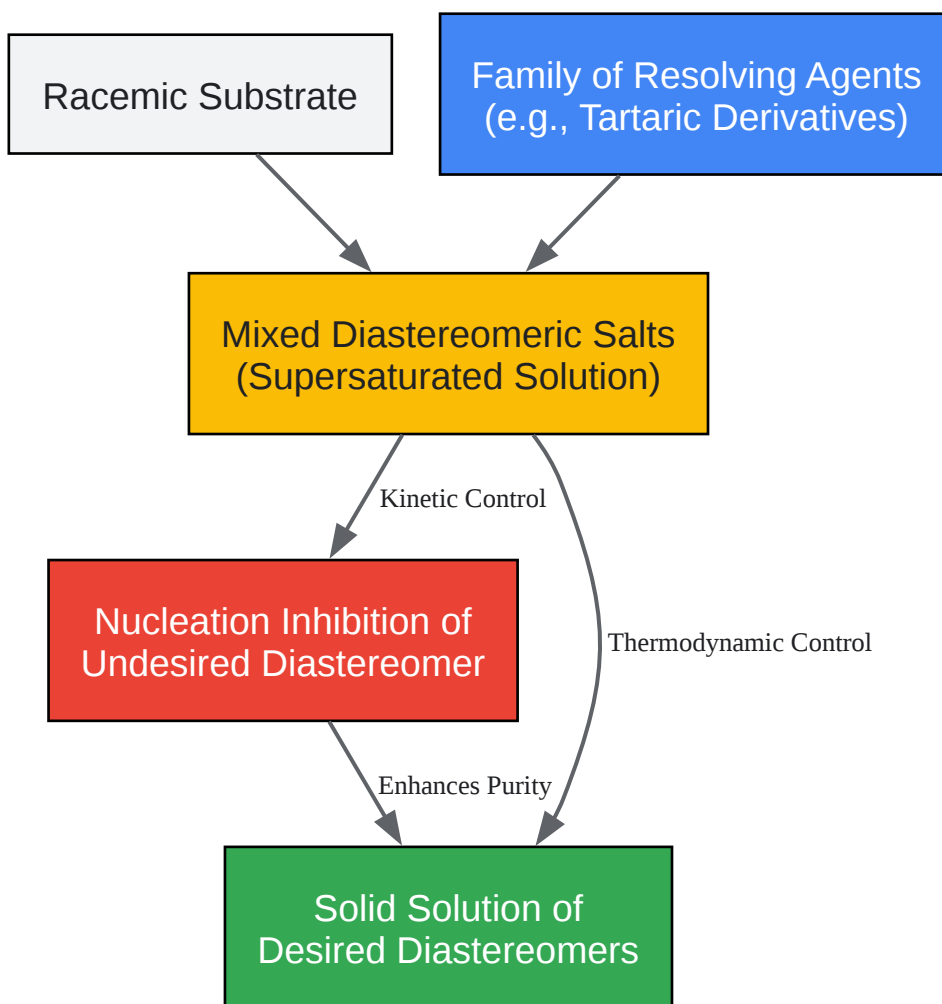 Racemic Substrate
Family of Resolving Agents
(e.g., Tartaric Derivatives)
Mixed Diastereomeric Salts
(Supersaturated Solution)
Kinetic Control
Nucleation Inhibition of
Undesired Diastereomer
Thermodynamic Control
Enhances Purity
Solid Solution of
Desired Diastereomers